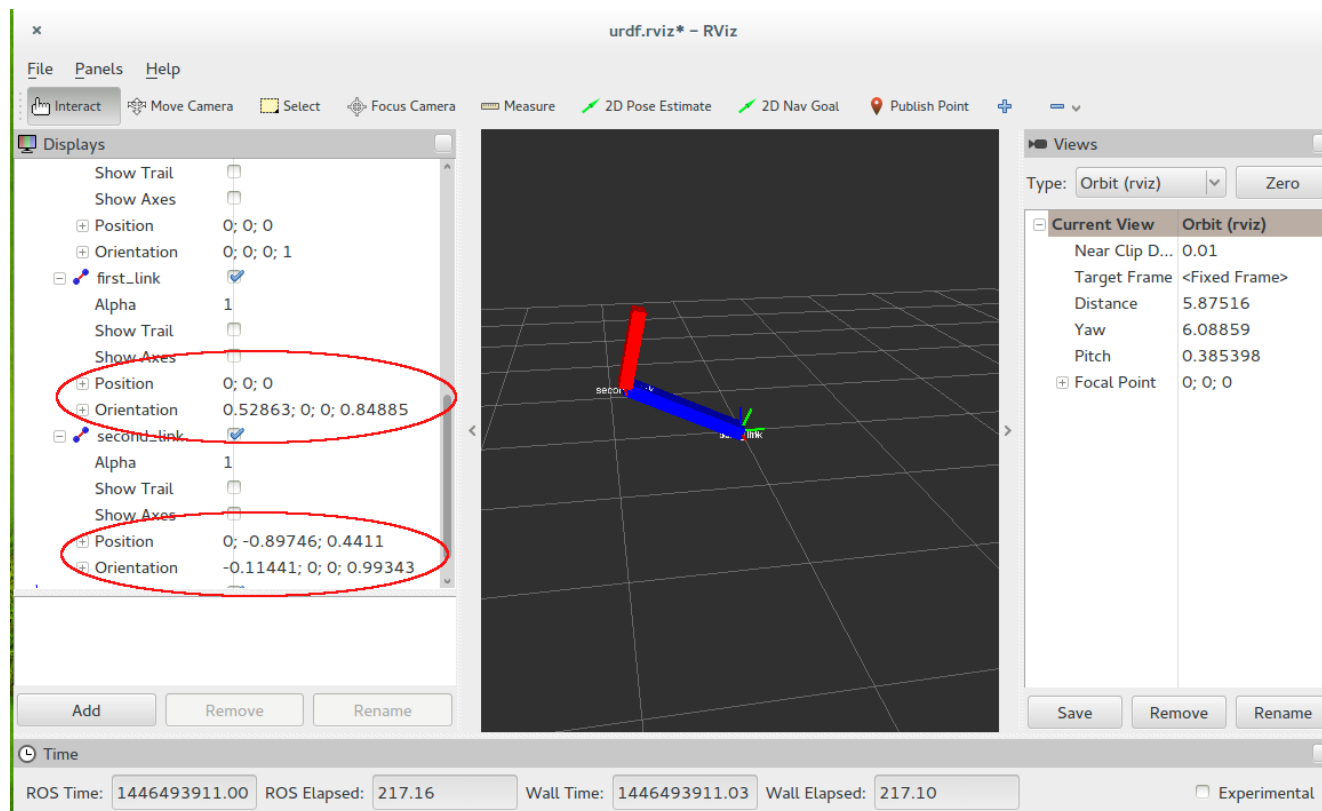 urdf.rviz* – RViz
File Panels Help
Interact Move Camera Select Focus Camera Measure 2D Pose Estimate 2D Nav Goal Publish Point
Displays
Show Trail
Show Axes
Position 0; 0; 0
Orientation 0; 0; 0; 1
first_link
Alpha 1
Show Trail
Show Axes
Position 0; 0; 0
Orientation 0.52863; 0; 0; 0.84885
second_link
Alpha 1
Show Trail
Show Axes
Position 0; -0.89746; 0.4411
Orientation -0.11441; 0; 0; 0.99343
Add Remove Rename
Views
Type: Orbit (rviz) Zero
Current View Orbit (rviz)
Near Clip D... 0.01
Target Frame <Fixed Frame>
Distance 5.87516
Yaw 6.08859
Pitch 0.385398
Focal Point 0; 0; 0
Save Remove Rename
Time
ROS Time: 1446493911.00 ROS Elapsed: 217.16 Wall Time: 1446493911.03 Wall Elapsed: 217.10 Experimental